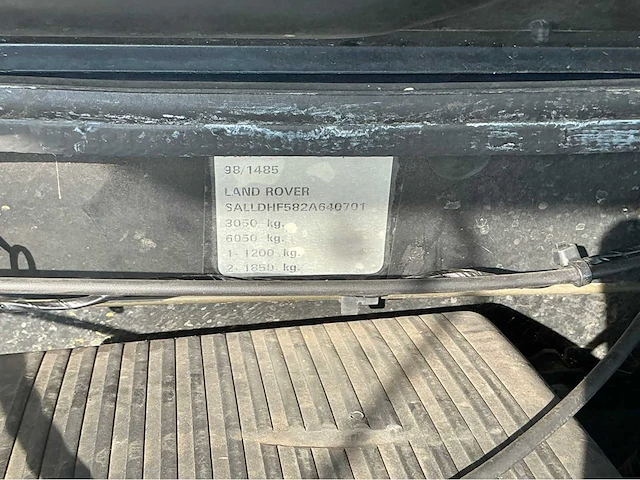 98/1485
LAND ROVER
SALLDHF582A640701
3050 kg.
6050 kg.
1- 1200 kg.
2- 1850 kg.